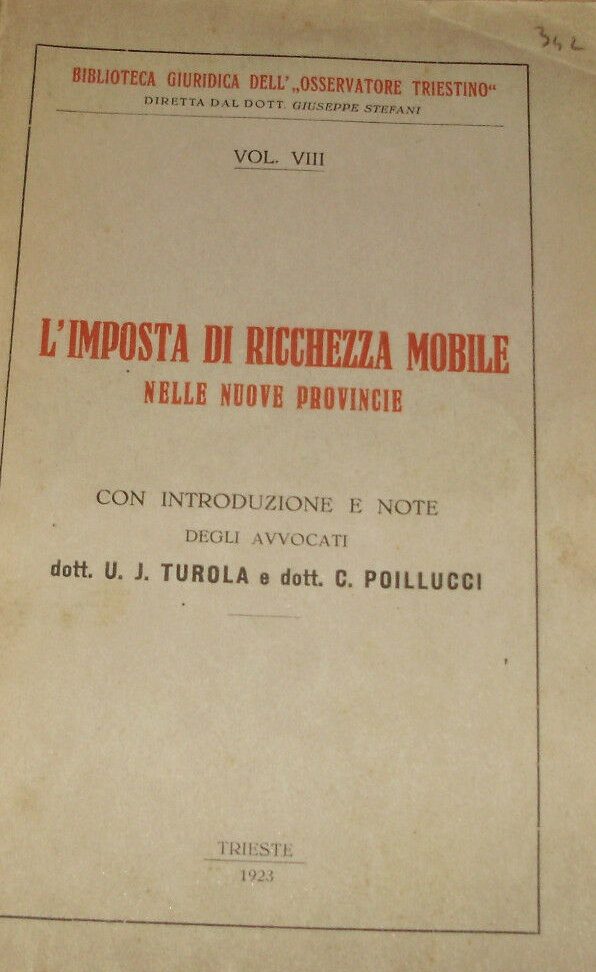 342
BIBLIOTECA GIURIDICA DELL'„OSSERVATORE TRIESTINO“
DIRETTA DAL DOTT. GIUSEPPE STEFANI
VOL. VIII
L'IMPOSTA DI RICCHEZZA MOBILE
NELLE NUOVE PROVINCIE
CON INTRODUZIONE E NOTE
DEGLI AVVOCATI
dott. U. J. TUROLA e dott. C. POILLUCCI
TRIESTE
1923